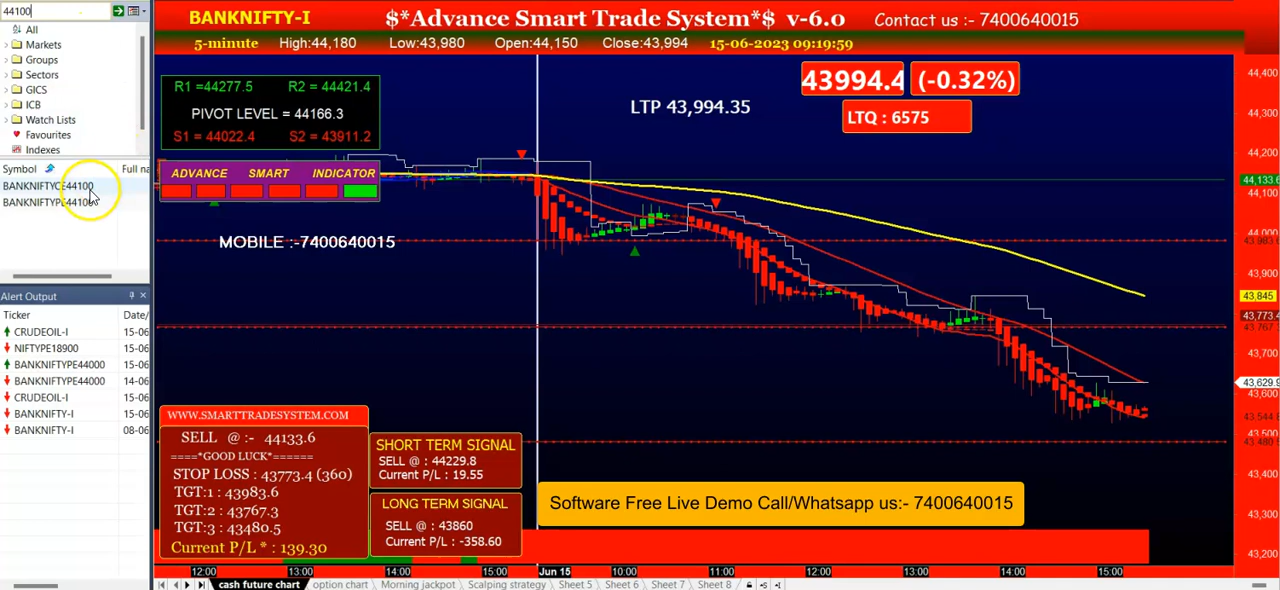 44100
All
Markets
Groups
Sectors
GICS
ICB
Watch Lists
Favourites
Indexes
Symbol Full na
BANKNIFTYCE44100
BANKNIFTYPE44100
Alert Output
Ticker Date/
CRUDEOIL-I 15-06
NIFTYPE18900 15-06
BANKNIFTYPE44000 15-06
BANKNIFTYPE44000 14-06
CRUDEOIL-I 15-06
BANKNIFTY-I 15-06
BANKNIFTY-I 08-06
BANKNIFTY-I $*Advance Smart Trade System*$ v-6.0 Contact us :- 7400640015
5-minute High:44,180 Low:43,980 Open:44,150 Close:43,994 15-06-2023 09:19:59
R1 =44277.5 R2 = 44421.4
PIVOT LEVEL = 44166.3
S1 = 44022.4 S2 = 43911.2
ADVANCE SMART INDICATOR
MOBILE :-7400640015
LTP 43,994.35
43994.4 (-0.32%)
LTQ : 6575
WWW.SMARTTRADESYSTEM.COM
SELL @ :- 44133.6
====*GOOD LUCK*======
STOP LOSS : 43773.4 (360)
TGT:1 : 43983.6
TGT:2 : 43767.3
TGT:3 : 43480.5
Current P/L * : 139.30
SHORT TERM SIGNAL
SELL @ : 44229.8
Current P/L : 19.55
LONG TERM SIGNAL
SELL @ : 43860
Current P/L : -358.60
Software Free Live Demo Call/Whatsapp us:- 7400640015
44,400
44,300
44,200
44,133.6
44,100
44,000
43,983.6
43,900
43,845
43,773.4
43,767.3
43,700
43,629.9
43,600
43,544.8
43,500
43,480.5
43,400
43,300
43,200
12:00 13:00 14:00 15:00 Jun 15 10:00 11:00 12:00 13:00 14:00 15:00
cash future chart option chart Morning jackpot Scalping strategy Sheet 5 Sheet 6 Sheet 7 Sheet 8